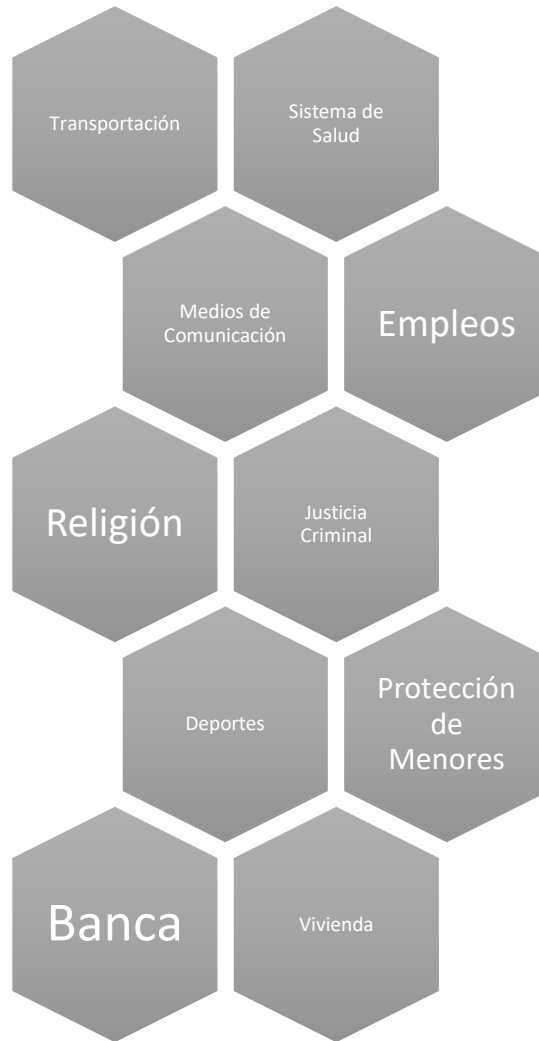 Transportación
Sistema de
Salud
Medios de
Comunicación
Empleos
Religión
Justicia
Criminal
Deportes
Protección
de
Menores
Banca
Vivienda